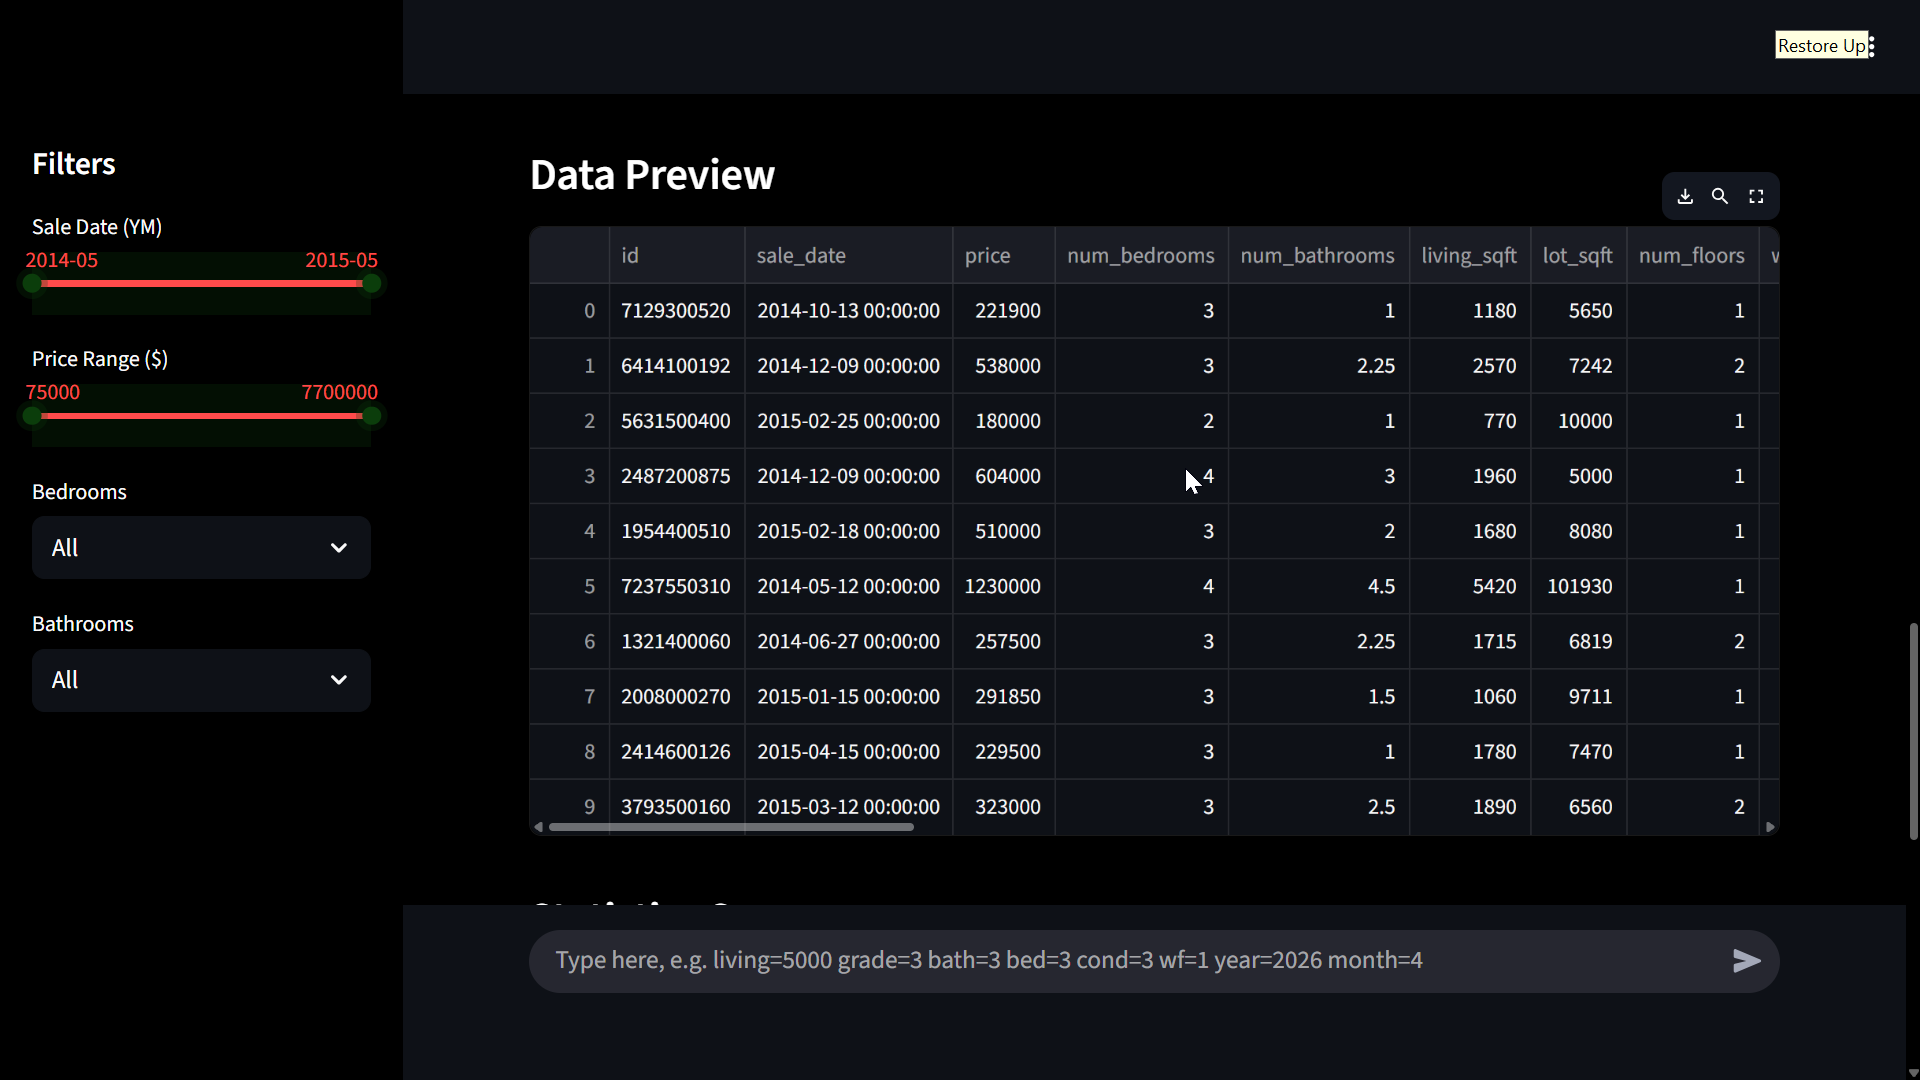 Restore Up
Filters
Sale Date (YM)
2014-05 2015-05
Price Range ($)
75000 7700000
Bedrooms
All
Bathrooms
All
Data Preview
id sale_date price num_bedrooms num_bathrooms living_sqft lot_sqft num_floors
0 7129300520 2014-10-13 00:00:00 221900 3 1 1180 5650 1
1 6414100192 2014-12-09 00:00:00 538000 3 2.25 2570 7242 2
2 5631500400 2015-02-25 00:00:00 180000 2 1 770 10000 1
3 2487200875 2014-12-09 00:00:00 604000 4 3 1960 5000 1
4 1954400510 2015-02-18 00:00:00 510000 3 2 1680 8080 1
5 7237550310 2014-05-12 00:00:00 1230000 4 4.5 5420 101930 1
6 1321400060 2014-06-27 00:00:00 257500 3 2.25 1715 6819 2
7 2008000270 2015-01-15 00:00:00 291850 3 1.5 1060 9711 1
8 2414600126 2015-04-15 00:00:00 229500 3 1 1780 7470 1
9 3793500160 2015-03-12 00:00:00 323000 3 2.5 1890 6560 2
Type here, e.g. living=5000 grade=3 bath=3 bed=3 cond=3 wf=1 year=2026 month=4